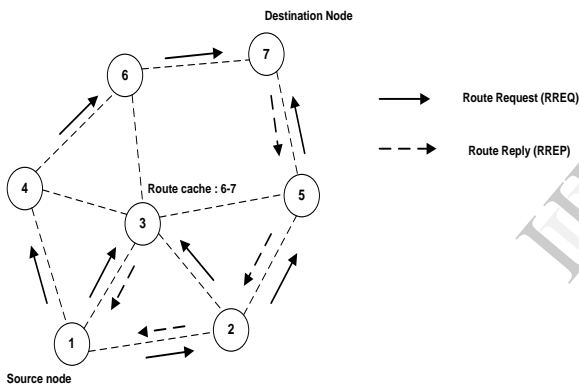 Destination Node
7
6
Route Request (RREQ)
Route Reply (RREP)
4
Route cache : 6-7
5
3
2
1
Source node